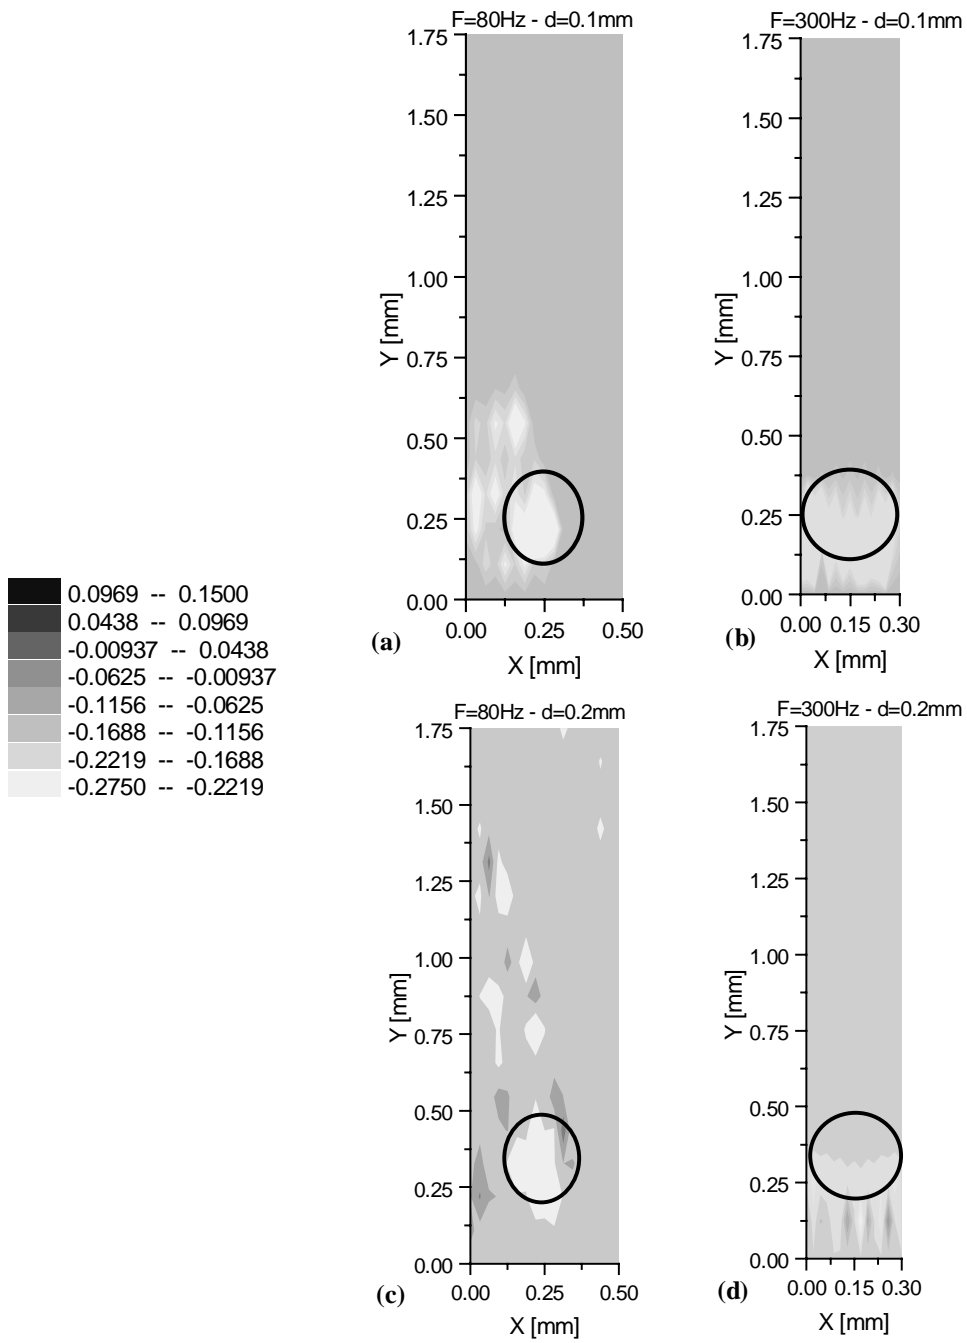 F=80Hz - d=0.1mm
1.75
1.50
1.25
1.00
0.75
0.50
0.25
0.00
Y [mm]
0.00 0.25 0.50
X [mm]
(a)
F=300Hz - d=0.1mm
1.75
1.50
1.25
1.00
0.75
0.50
0.25
0.00
Y [mm]
0.00 0.15 0.30
X [mm]
(b)
0.0969 -- 0.1500
0.0438 -- 0.0969
-0.00937 -- 0.0438
-0.0625 -- -0.00937
-0.1156 -- -0.0625
-0.1688 -- -0.1156
-0.2219 -- -0.1688
-0.2750 -- -0.2219
F=80Hz - d=0.2mm
1.75
1.50
1.25
1.00
0.75
0.50
0.25
0.00
Y [mm]
0.00 0.25 0.50
X [mm]
(c)
F=300Hz - d=0.2mm
1.75
1.50
1.25
1.00
0.75
0.50
0.25
0.00
Y [mm]
0.00 0.15 0.30
X [mm]
(d)